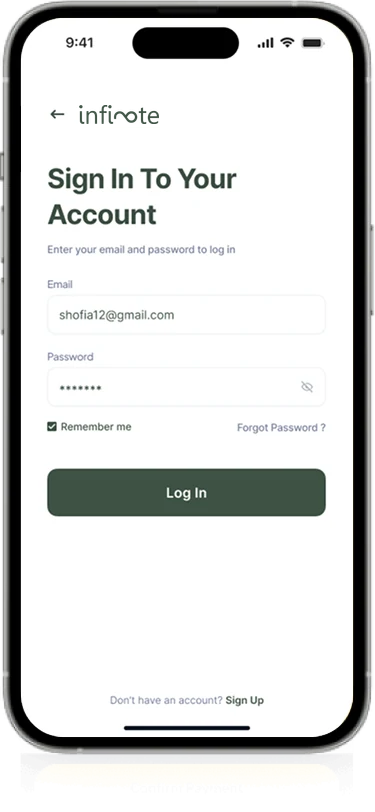 9:41
infinote
Sign In To Your
Account
Enter your email and password to log in
Email
shofia12@gmail.com
Password
*******
Remember me
Forgot Password ?
Log In
Don't have an account? Sign Up